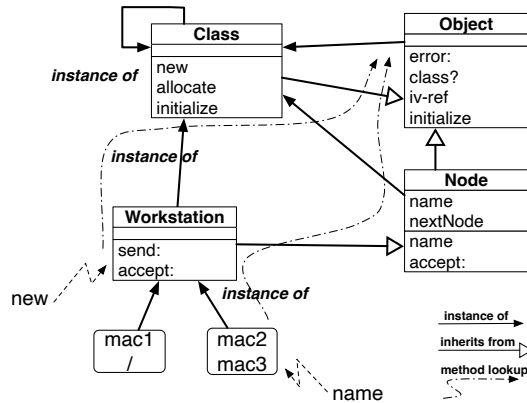 Class
new
allocate
initialize
instance of
Object
error:
class?
iv-ref
initialize
instance of
Node
name
nextNode
name
accept:
Workstation
send:
accept:
new
instance of
mac1
/
mac2
mac3
name
instance of
inherits from
method lookup